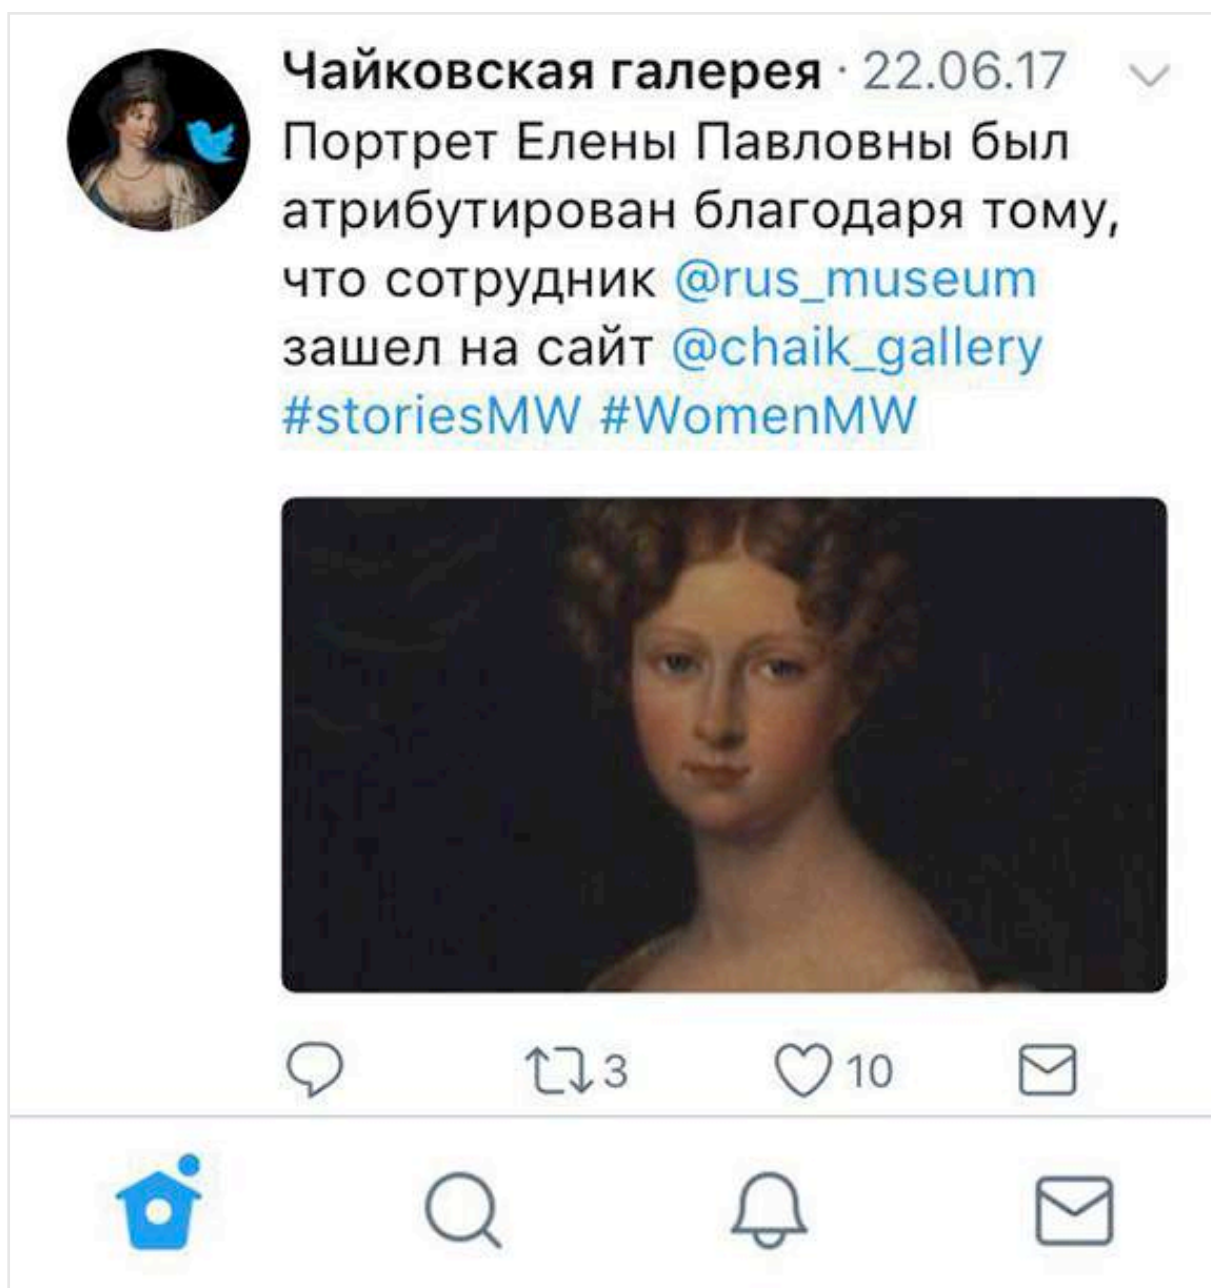 Чайковская галерея · 22.06.17
Портрет Елены Павловны был
атрибутирован благодаря тому,
что сотрудник @rus_museum
зашел на сайт @chaik_gallery
#storiesMW #WomenMW
3 10